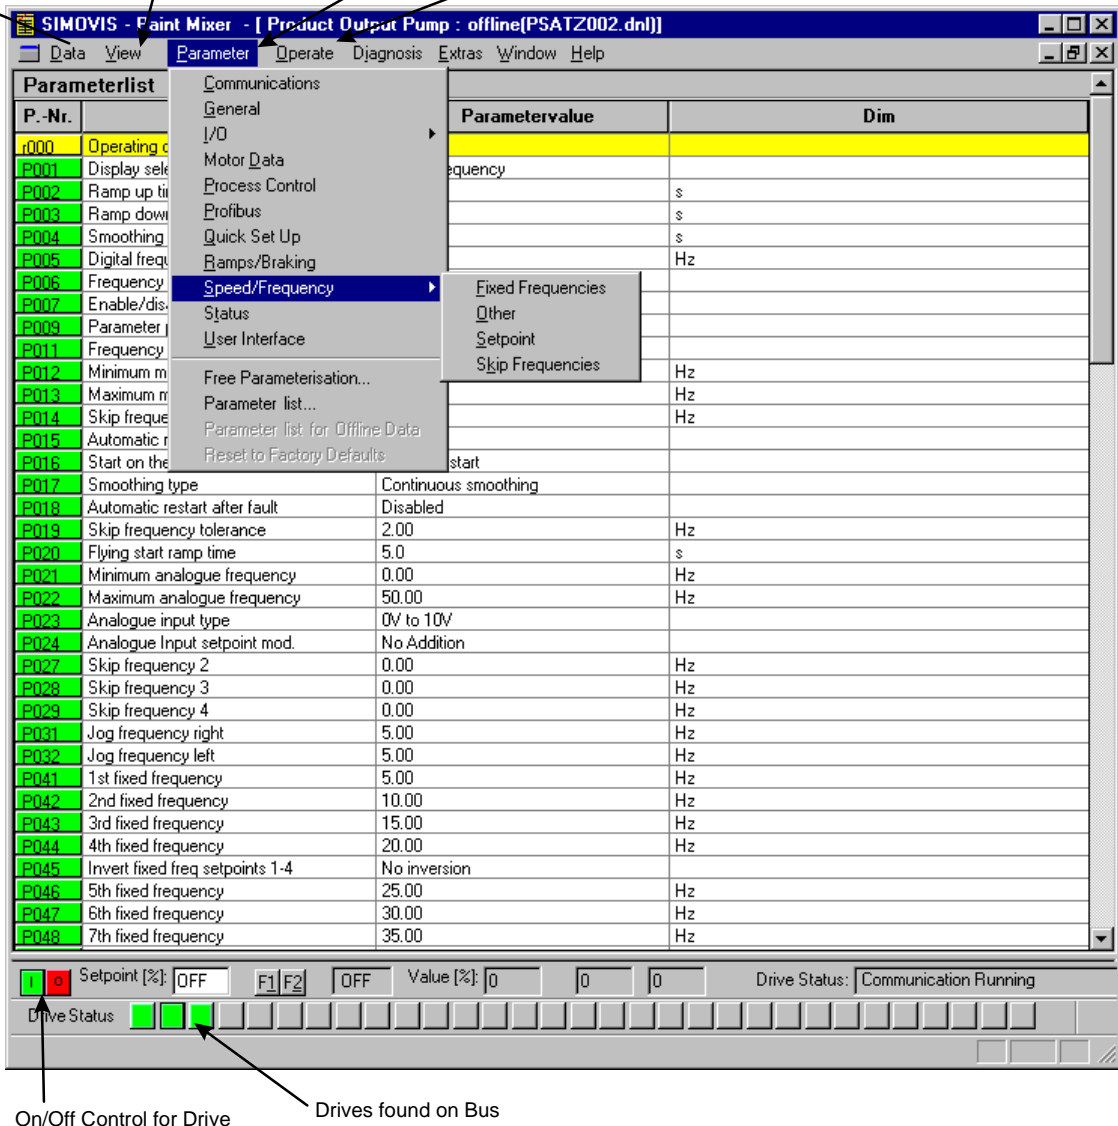 SIMOVIS - Paint Mixer - [ Product Output Pump : offline(PSATZ002.dnl)]
Data View Parameter Operate Diagnosis Extras Window Help
Parameterlist
P.-Nr. Parametervalue Dim
Communications
General
I/O
Motor Data
Process Control
Profibus
Quick Set Up
Ramps/Braking
Speed/Frequency
Status
User Interface
Free Parameterisation...
Parameter list...
Parameter list for Offline Data
Reset to Factory Defaults
Fixed Frequencies
Other
Setpoint
Skip Frequencies
r000 Operating
P001 Display sele equency
P002 Ramp up ti s
P003 Ramp dow s
P004 Smoothing s
P005 Digital freq Hz
P006 Frequency
P007 Enable/dis
P009 Parameter
P011 Frequency
P012 Minimum m Hz
P013 Maximum m Hz
P014 Skip freque Hz
P015 Automatic r
P016 Start on the start
P017 Smoothing type Continuous smoothing
P018 Automatic restart after fault Disabled
P019 Skip frequency tolerance 2.00 Hz
P020 Flying start ramp time 5.0 s
P021 Minimum analogue frequency 0.00 Hz
P022 Maximum analogue frequency 50.00 Hz
P023 Analogue input type 0V to 10V
P024 Analogue Input setpoint mod. No Addition
P027 Skip frequency 2 0.00 Hz
P028 Skip frequency 3 0.00 Hz
P029 Skip frequency 4 0.00 Hz
P031 Jog frequency right 5.00 Hz
P032 Jog frequency left 5.00 Hz
P041 1st fixed frequency 5.00 Hz
P042 2nd fixed frequency 10.00 Hz
P043 3rd fixed frequency 15.00 Hz
P044 4th fixed frequency 20.00 Hz
P045 Invert fixed freq setpoints 1-4 No inversion
P046 5th fixed frequency 25.00 Hz
P047 6th fixed frequency 30.00 Hz
P048 7th fixed frequency 35.00 Hz
I O Setpoint [%]: OFF F1 F2 OFF Value [%]: 0 0 0 Drive Status: Communication Running
Drive Status
On/Off Control for Drive
Drives found on Bus